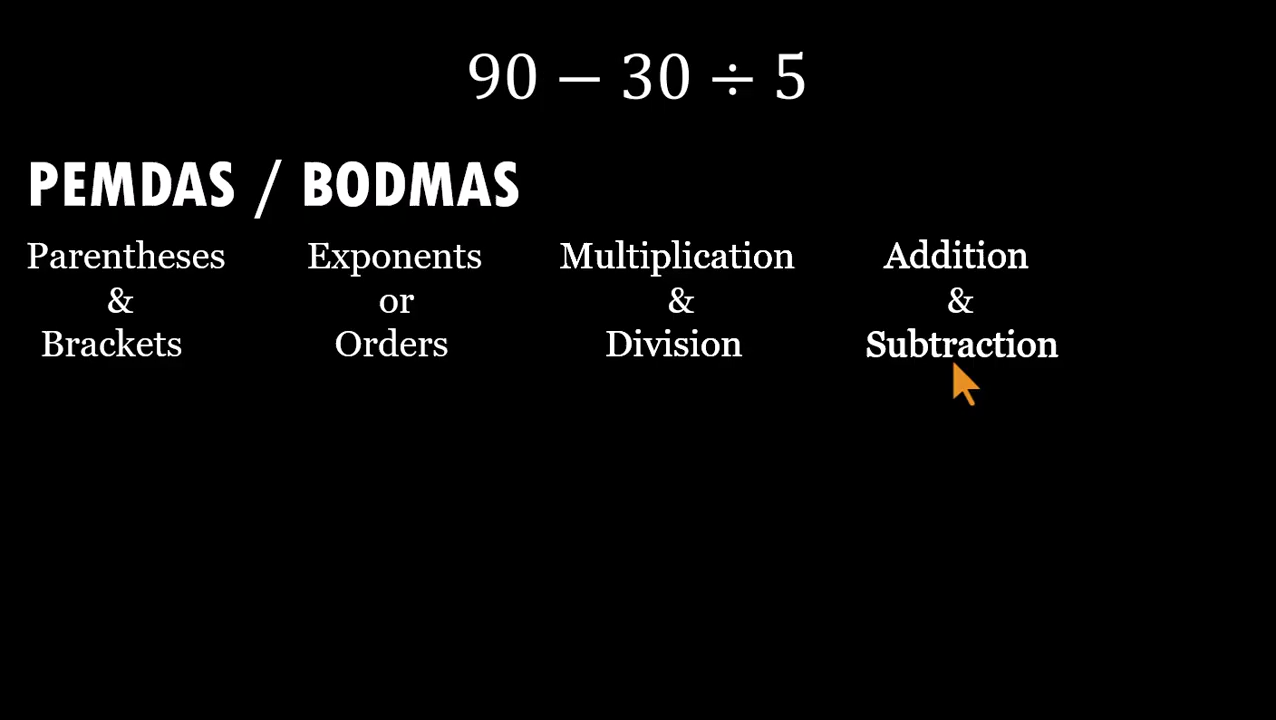 90 − 30 ÷ 5
PEMDAS / BODMAS
Parentheses
&
Brackets
Exponents
or
Orders
Multiplication
&
Division
Addition
&
Subtraction